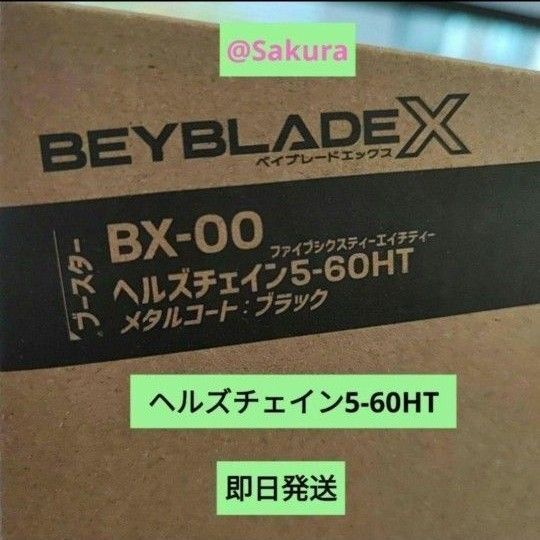 @Sakura
BEYBLADE X
ベイブレードエックス
ブースター
BX-00
ファイブシクスティーエイチティー
ヘルズチェイン5-60HT
メタルコート：ブラック
ヘルズチェイン5-60HT
即日発送